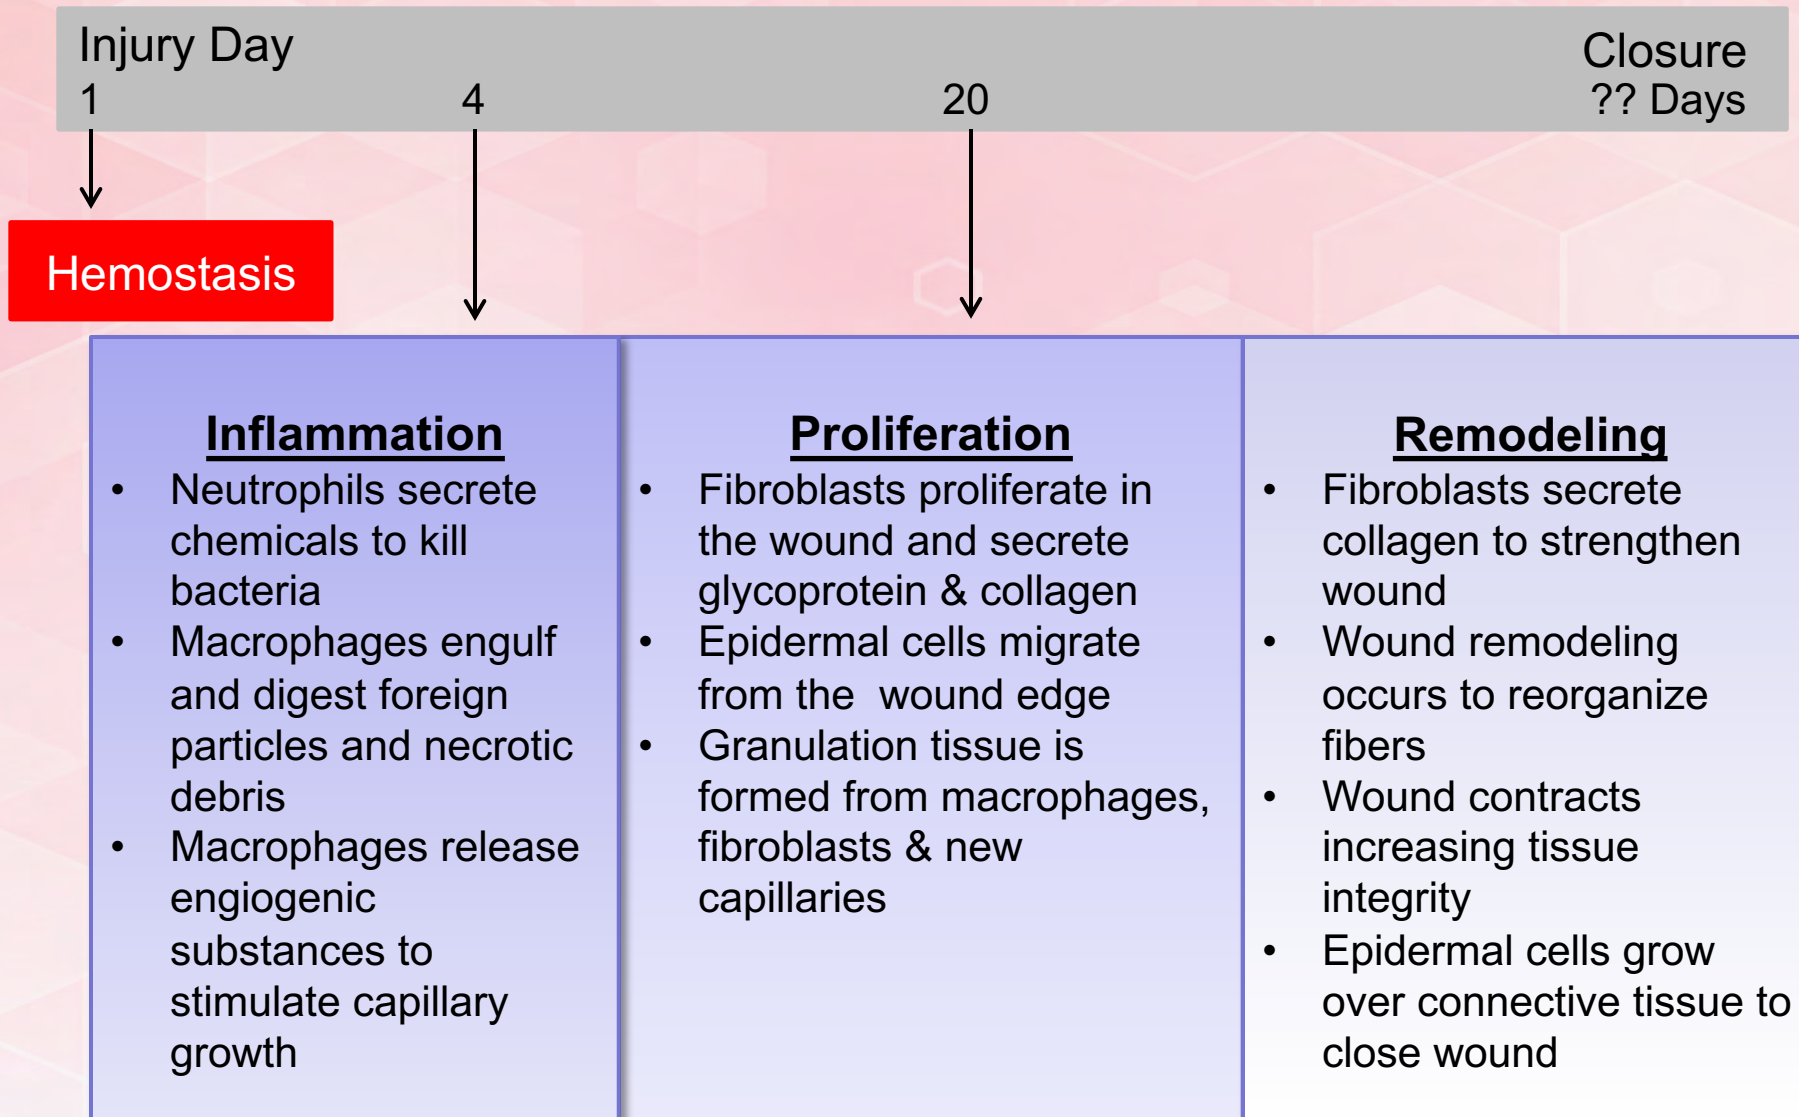 Injury Day
Closure
1
4
20
?? Days
Hemostasis
Inflammation
• Neutrophils secrete
chemicals to kill
bacteria
• Macrophages engulf
and digest foreign
particles and necrotic
debris
• Macrophages release
engiogenic
substances to
stimulate capillary
growth
Proliferation
• Fibroblasts proliferate in
the wound and secrete
glycoprotein & collagen
• Epidermal cells migrate
from the  wound edge
• Granulation tissue is
formed from macrophages,
fibroblasts & new
capillaries
Remodeling
• Fibroblasts secrete
collagen to strengthen
wound
• Wound remodeling
occurs to reorganize
fibers
• Wound contracts
increasing tissue
integrity
• Epidermal cells grow
over connective tissue to
close wound